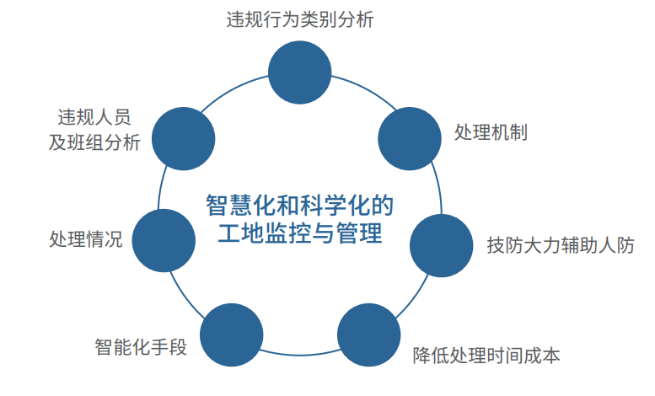 违规行为类别分析
违规人员
及班组分析
处理机制
智慧化和科学化的
工地监控与管理
处理情况
技防大力辅助人防
智能化手段
降低处理时间成本